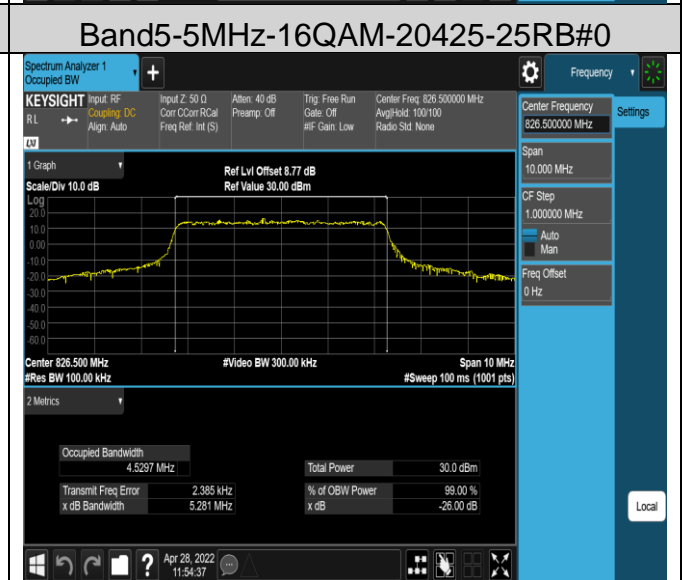 Band5-5MHz-16QAM-20425-25RB#0
Spectrum Analyzer 1
Occupied BW
+
Frequency
KEYSIGHT
RL
LXI
Input: RF
Coupling: DC
Align: Auto
Input Z: 50 Ω
Corr CCorr RCal
Freq Ref: Int (S)
Atten: 40 dB
Preamp: Off
Trig: Free Run
Gate: Off
#IF Gain: Low
Center Freq: 826.500000 MHz
Avg|Hold: 100/100
Radio Std: None
Center Frequency
826.500000 MHz
Settings
Span
10.000 MHz
CF Step
1.000000 MHz
Auto
Man
Freq Offset
0 Hz
1 Graph
Scale/Div 10.0 dB
Ref Lvl Offset 8.77 dB
Ref Value 30.00 dBm
Log
20.0
10.0
0.00
-10.0
-20.0
-30.0
-40.0
-50.0
-60.0
Center 826.500 MHz
#Video BW 300.00 kHz
Span 10 MHz
#Res BW 100.00 kHz
#Sweep 100 ms (1001 pts)
2 Metrics
Occupied Bandwidth
4.5297 MHz
Total Power 30.0 dBm
Transmit Freq Error 2.385 kHz
% of OBW Power 99.00 %
x dB Bandwidth 5.281 MHz
x dB -26.00 dB
Local
?
Apr 28, 2022
11:54:37